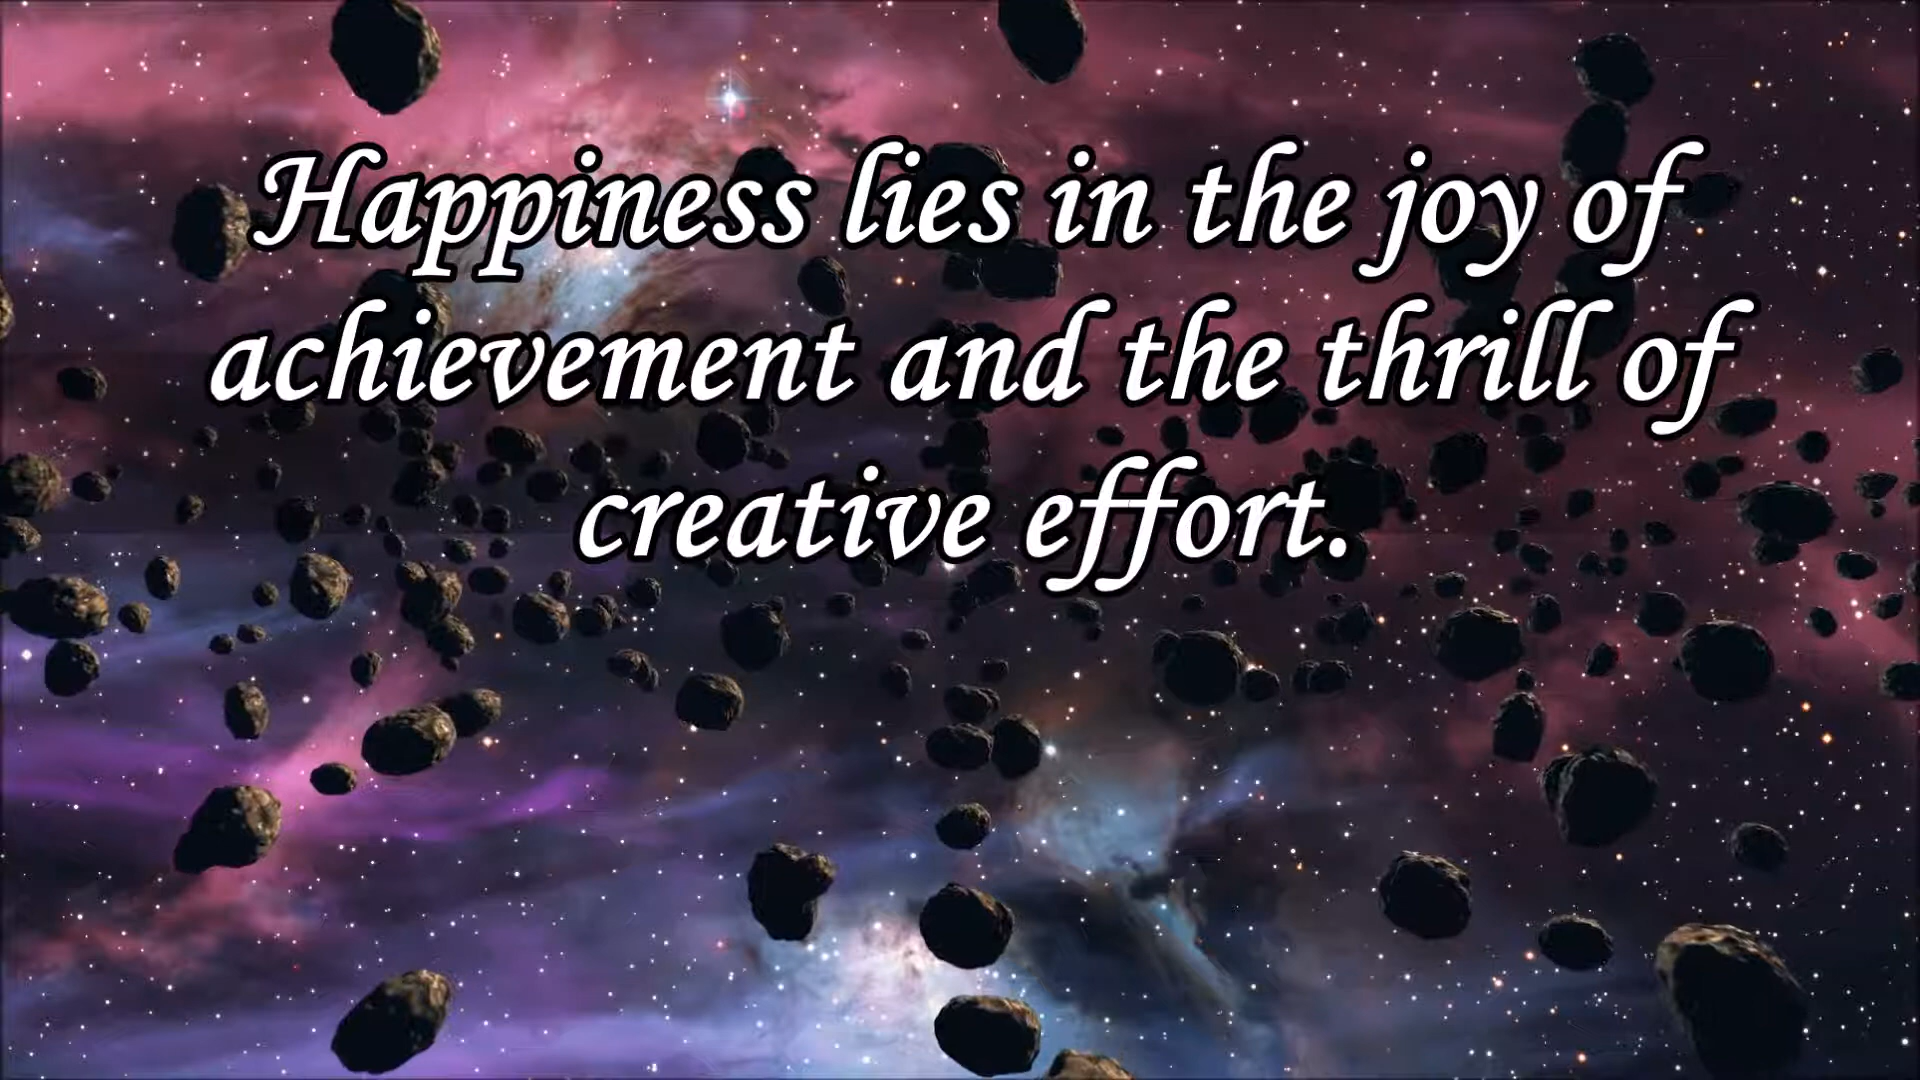 Happiness lies in the joy of
achievement and the thrill of
creative effort.